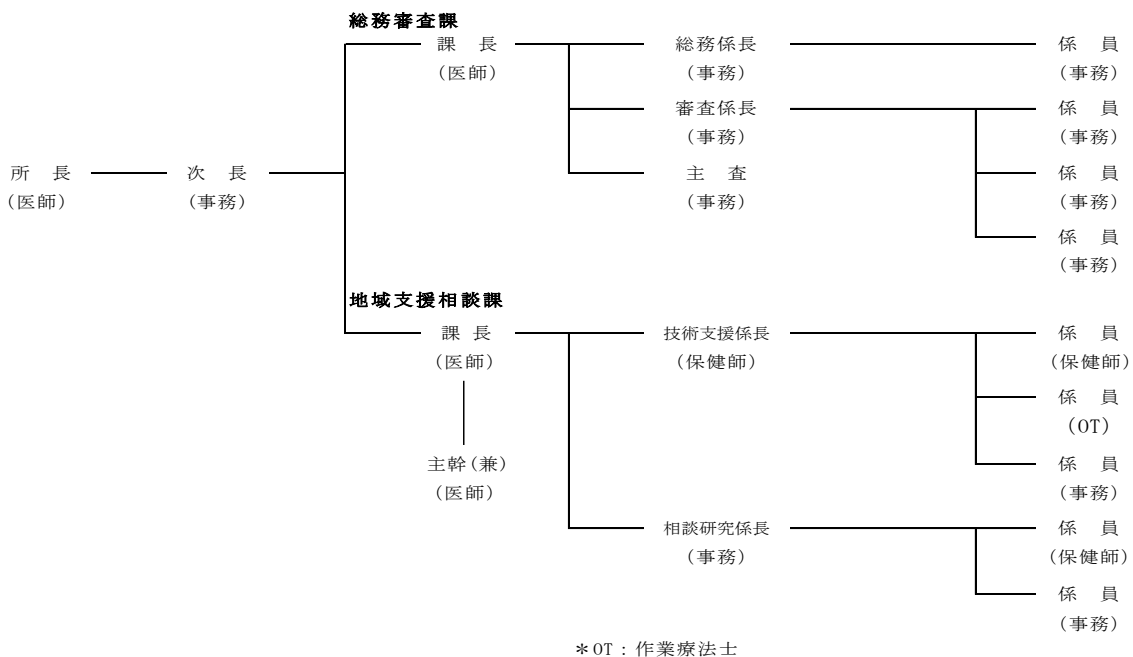 総務審査課
課 長 総務係長 係 員
(医師) (事務) (事務)
審査係長 係 員
(事務) (事務)
所 長 次 長 主 査 係 員
(医師) (事務) (事務) (事務)
係 員
(事務)
地域支援相談課
課 長 技術支援係長 係 員
(医師) (保健師) (保健師)
係 員
(OT)
主幹(兼) 係 員
(医師) (事務)
相談研究係長 係 員
(事務) (保健師)
係 員
(事務)
＊OT：作業療法士